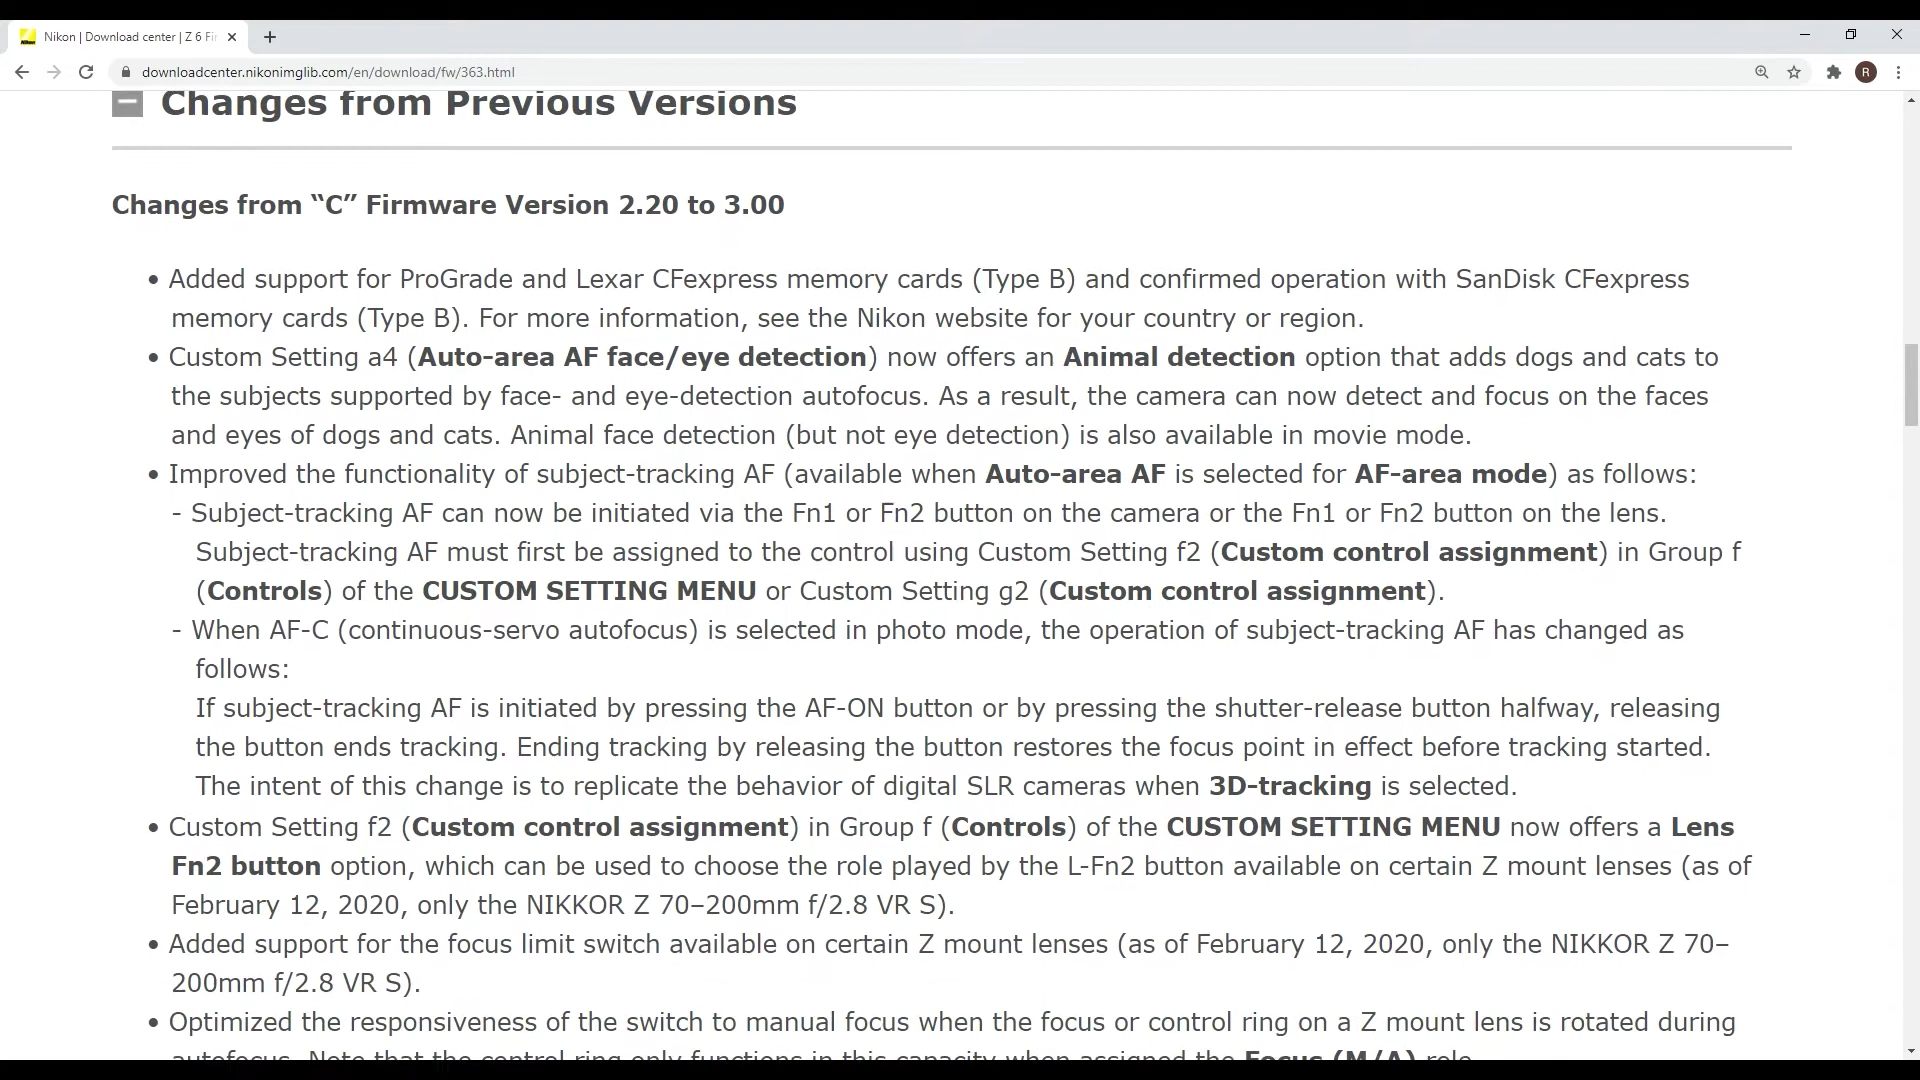 Nikon | Download center | Z 6 Fir
downloadcenter.nikonimglib.com/en/download/fw/363.html
R
Changes from Previous Versions
Changes from “C” Firmware Version 2.20 to 3.00
• Added support for ProGrade and Lexar CFexpress memory cards (Type B) and confirmed operation with SanDisk CFexpress
memory cards (Type B). For more information, see the Nikon website for your country or region.
• Custom Setting a4 (Auto-area AF face/eye detection) now offers an Animal detection option that adds dogs and cats to
the subjects supported by face- and eye-detection autofocus. As a result, the camera can now detect and focus on the faces
and eyes of dogs and cats. Animal face detection (but not eye detection) is also available in movie mode.
• Improved the functionality of subject-tracking AF (available when Auto-area AF is selected for AF-area mode) as follows:
- Subject-tracking AF can now be initiated via the Fn1 or Fn2 button on the camera or the Fn1 or Fn2 button on the lens.
Subject-tracking AF must first be assigned to the control using Custom Setting f2 (Custom control assignment) in Group f
(Controls) of the CUSTOM SETTING MENU or Custom Setting g2 (Custom control assignment).
- When AF-C (continuous-servo autofocus) is selected in photo mode, the operation of subject-tracking AF has changed as
follows:
If subject-tracking AF is initiated by pressing the AF-ON button or by pressing the shutter-release button halfway, releasing
the button ends tracking. Ending tracking by releasing the button restores the focus point in effect before tracking started.
The intent of this change is to replicate the behavior of digital SLR cameras when 3D-tracking is selected.
• Custom Setting f2 (Custom control assignment) in Group f (Controls) of the CUSTOM SETTING MENU now offers a Lens
Fn2 button option, which can be used to choose the role played by the L-Fn2 button available on certain Z mount lenses (as of
February 12, 2020, only the NIKKOR Z 70–200mm f/2.8 VR S).
• Added support for the focus limit switch available on certain Z mount lenses (as of February 12, 2020, only the NIKKOR Z 70–
200mm f/2.8 VR S).
• Optimized the responsiveness of the switch to manual focus when the focus or control ring on a Z mount lens is rotated during
autofocus. Note that the control ring only functions in this capacity when assigned the Focus (M/A) role.